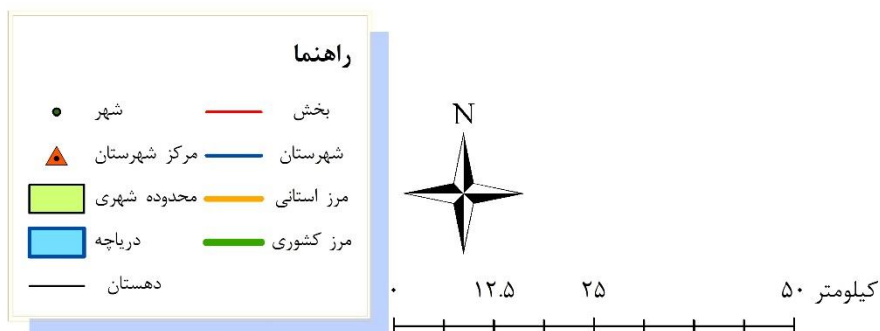 راهنما
بخش
شهر
شهرستان
مرکز شهرستان
مرز استانی
محدوده شهری
مرز کشوری
دریاچه
دهستان
N
۰ ۱۲.۵ ۲۵ ۵۰ کیلومتر